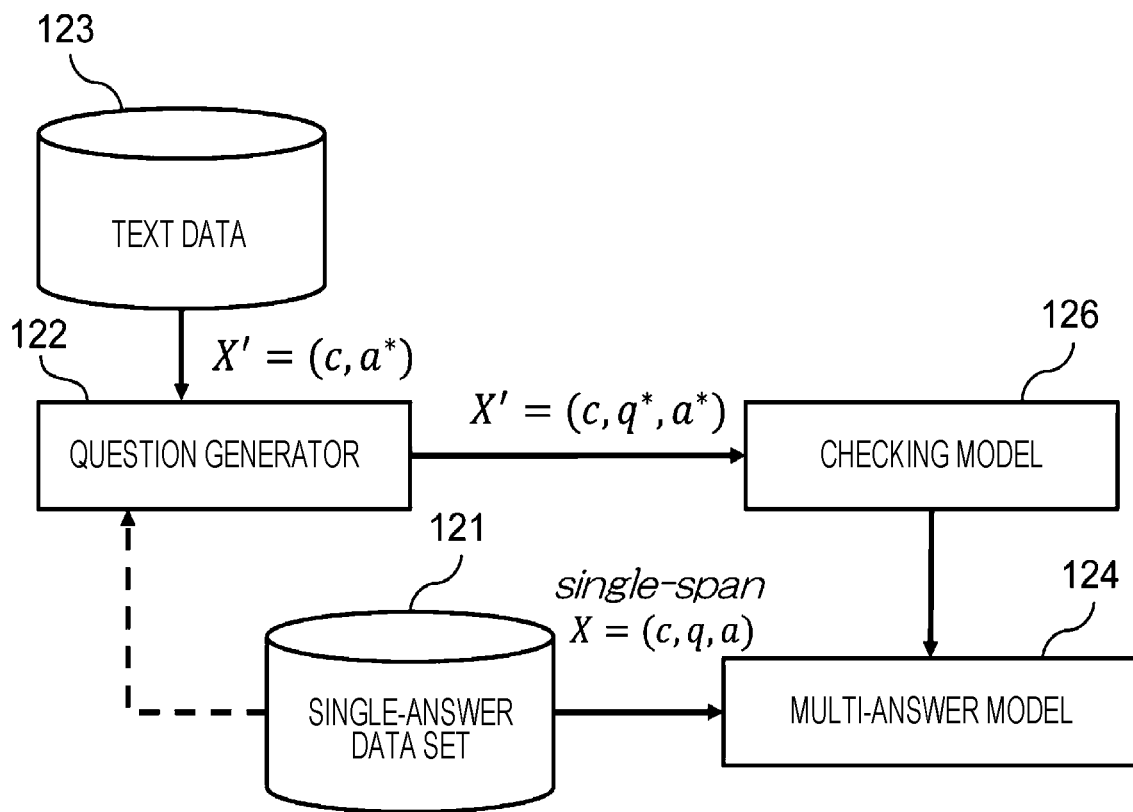 123
TEXT DATA
122
X′ = (c, a*)
126
QUESTION GENERATOR
X′ = (c, q*, a*)
CHECKING MODEL
121
single-span
X = (c, q, a)
124
SINGLE-ANSWER
DATA SET
MULTI-ANSWER MODEL